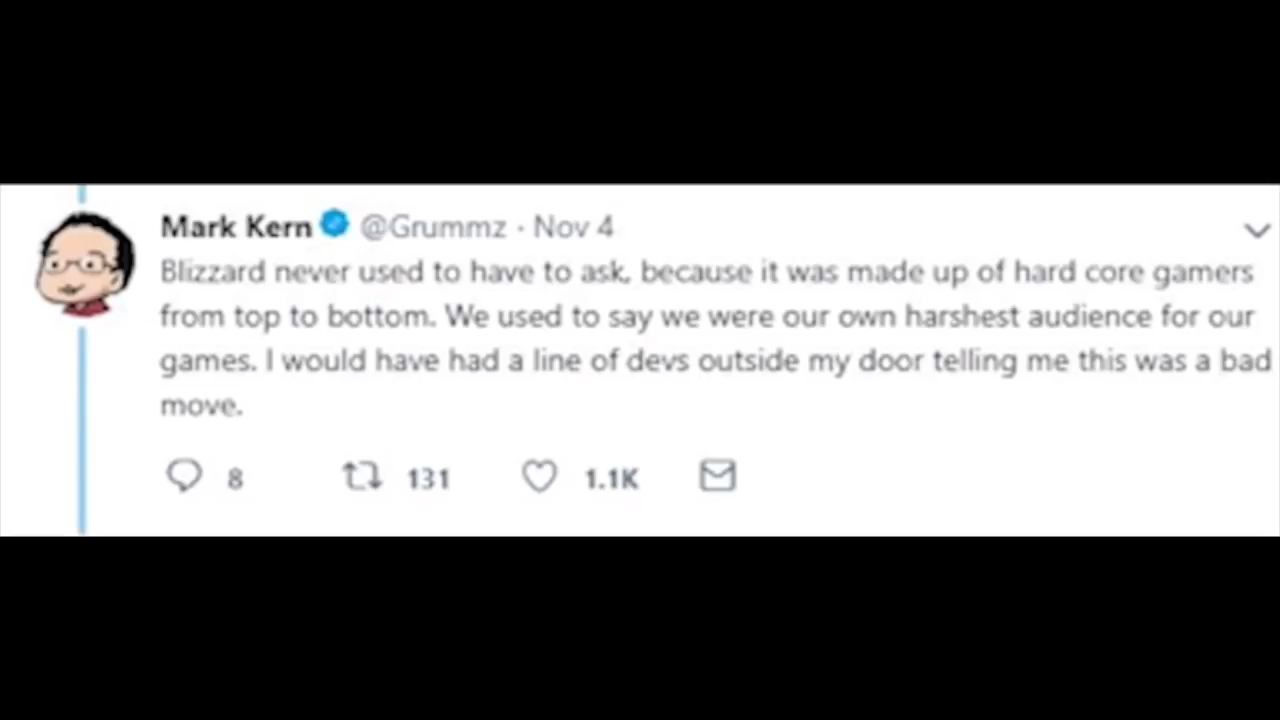 Mark Kern @Grummz · Nov 4
Blizzard never used to have to ask, because it was made up of hard core gamers
from top to bottom. We used to say we were our own harshest audience for our
games. I would have had a line of devs outside my door telling me this was a bad
move.
8 131 1.1K